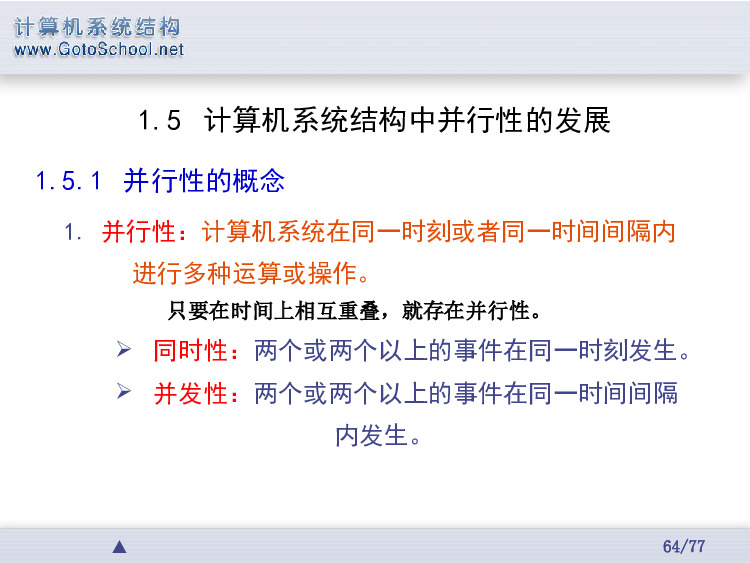 计算机系统结构
www.GotoSchool.net
1.5 计算机系统结构中并行性的发展
1.5.1 并行性的概念
1. 并行性：计算机系统在同一时刻或者同一时间间隔内
进行多种运算或操作。
只要在时间上相互重叠，就存在并行性。
➢ 同时性：两个或两个以上的事件在同一时刻发生。
➢ 并发性：两个或两个以上的事件在同一时间间隔
内发生。
▲ 64/77